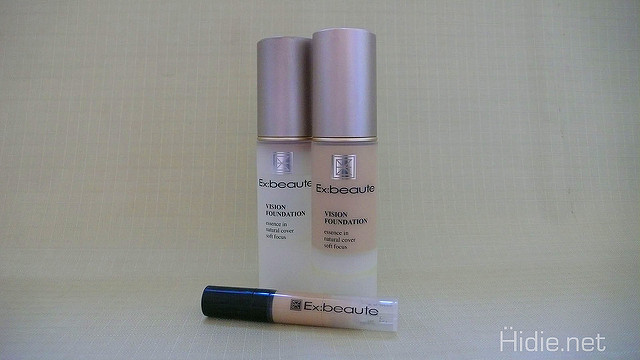 Ex:beaute
VISION
FOUNDATION
essence in
natural cover
soft focus
Ex:beaute
VISION
FOUNDATION
essence in
natural cover
soft focus
Ex:beaute
Hidie.net